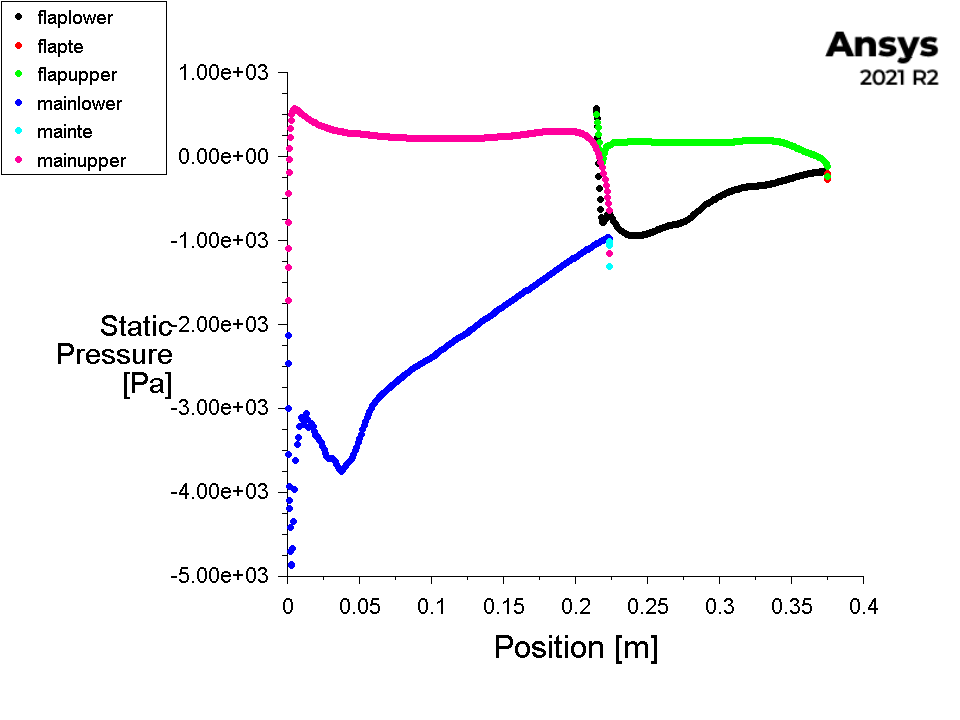 flaplower
flapte
flapupper
mainlower
mainte
mainupper
Ansys
2021 R2
1.00e+03
0.00e+00
-1.00e+03
-2.00e+03
-3.00e+03
-4.00e+03
-5.00e+03
Static
Pressure
[Pa]
0 0.05 0.1 0.15 0.2 0.25 0.3 0.35 0.4
Position [m]